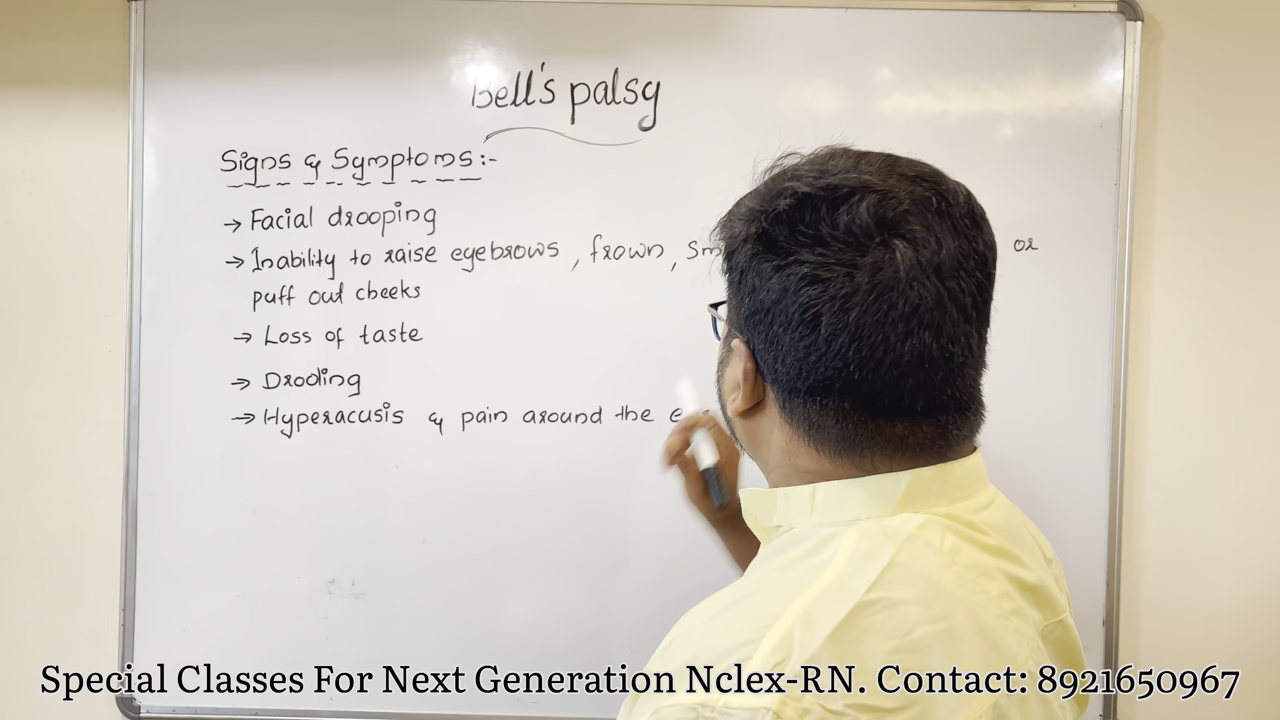 Bell's palsy
Signs & Symptoms:-
→ Facial drooping
→ Inability to raise eyebrows, frown, or
puff out cheeks
→ Loss of taste
→ Drooling
→ Hyperacusis & pain around the
Special Classes For Next Generation Nclex-RN. Contact: 8921650967